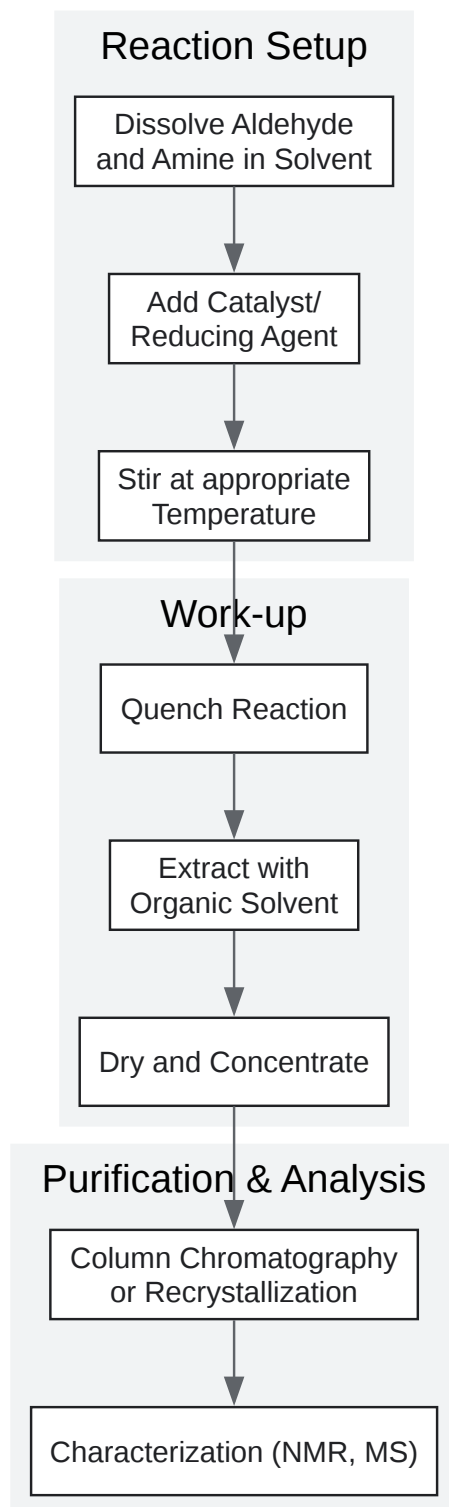 Reaction Setup
Dissolve Aldehyde
and Amine in Solvent
Add Catalyst/
Reducing Agent
Stir at appropriate
Temperature
Work-up
Quench Reaction
Extract with
Organic Solvent
Dry and Concentrate
Purification & Analysis
Column Chromatography
or Recrystallization
Characterization (NMR, MS)